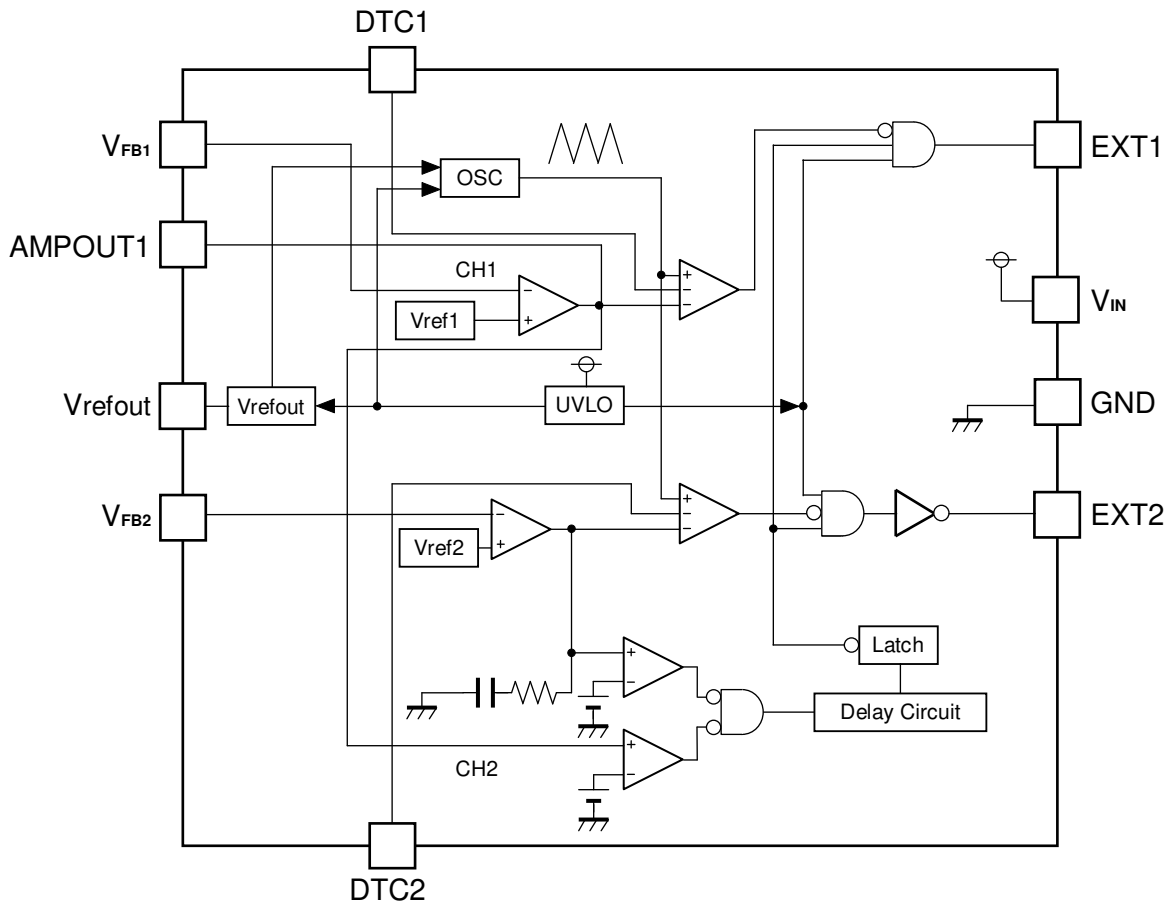 DTC1
VFB1
EXT1
OSC
AMPOUT1
CH1
+
−
−
−
+
Vref1
VIN
Vrefout
Vrefout
UVLO
GND
VFB2
+
−
−
−
+
Vref2
EXT2
Latch
+
−
Delay Circuit
+
−
CH2
DTC2